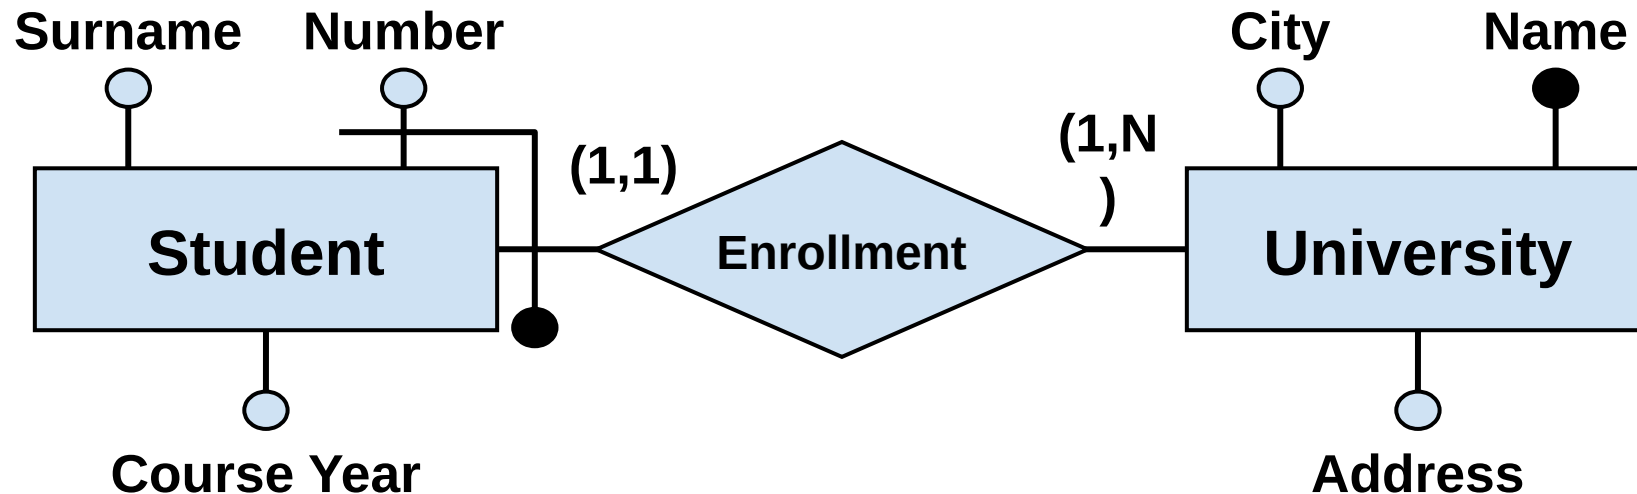 Surname
Number
City
Name
(1,1)
(1,N
)
Student
Enrollment
University
Course Year
Address